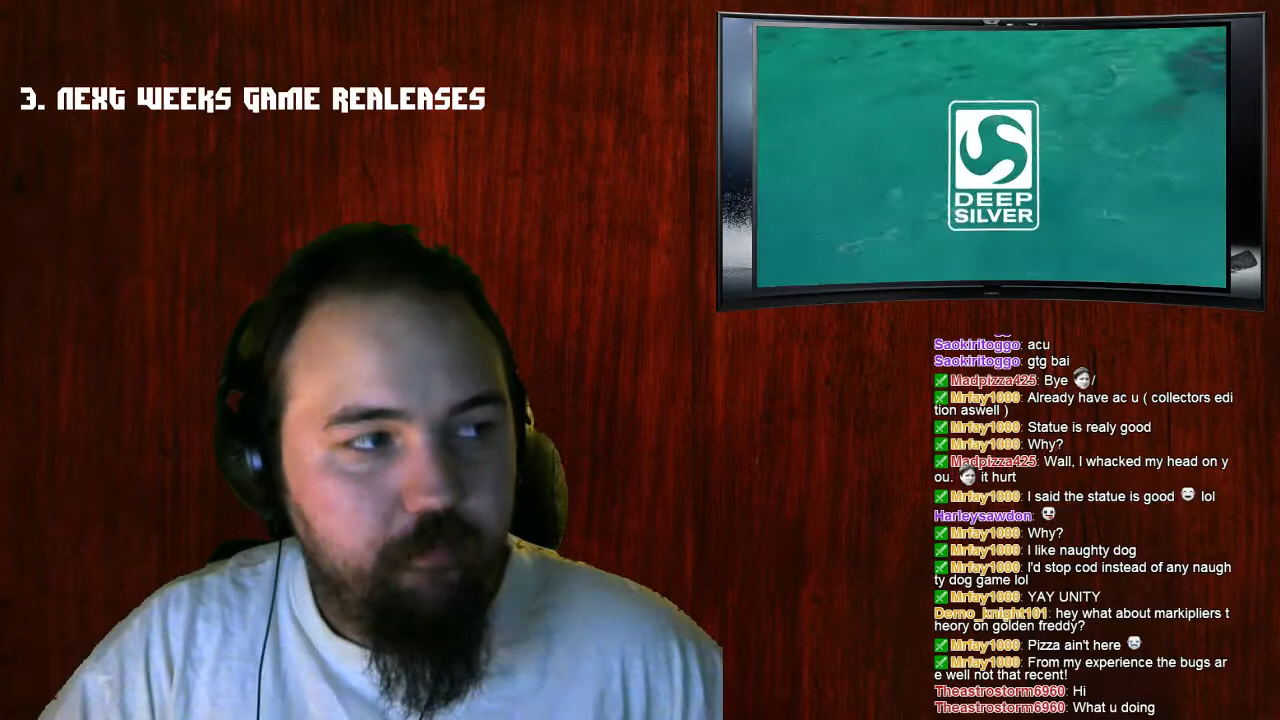 3. NEXT WEEKS GAME REALEASES
DEEP
SILVER
Saokiritoggo: acu
Saokiritoggo: gtg bai
Madpizza425: Bye /
Mrfay1000: Already have ac u ( collectors edi
tion aswell )
Mrfay1000: Statue is realy good
Mrfay1000: Why?
Madpizza425: Wall, I whacked my head on y
ou. it hurt
Mrfay1000: I said the statue is good lol
Harleysawdon:
Mrfay1000: Why?
Mrfay1000: I like naughty dog
Mrfay1000: I'd stop cod instead of any naugh
ty dog game lol
Mrfay1000: YAY UNITY
Demo_knight101: hey what about markipliers t
heory on golden freddy?
Mrfay1000: Pizza ain't here
Mrfay1000: From my experience the bugs ar
e well not that recent!
Theastrostorm6960: Hi
Theastrostorm6960: What u doing